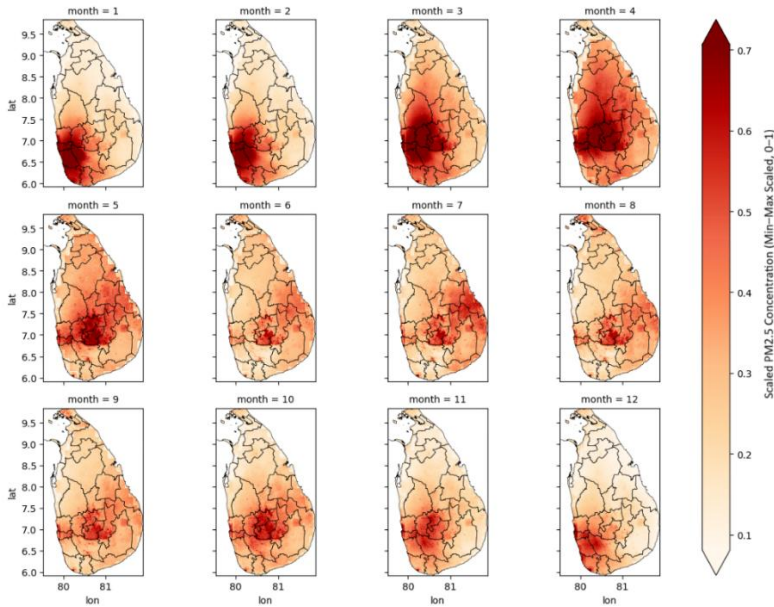 month = 1
month = 2
month = 3
month = 4
9.5
9.0
8.5
8.0
7.5
7.0
6.5
6.0
lat
month = 5
month = 6
month = 7
month = 8
9.5
9.0
8.5
8.0
7.5
7.0
6.5
6.0
lat
month = 9
month = 10
month = 11
month = 12
9.5
9.0
8.5
8.0
7.5
7.0
6.5
6.0
lat
80
81
80
81
80
81
80
81
lon
lon
lon
lon
0.7
0.6
0.5
0.4
0.3
0.2
0.1
Scaled PM2.5 Concentration (Min−Max Scaled, 0−1)